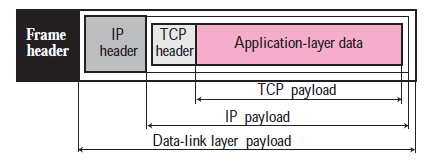 Frame
header
IP
header
TCP
header
Application-layer data
TCP payload
IP payload
Data-link layer payload